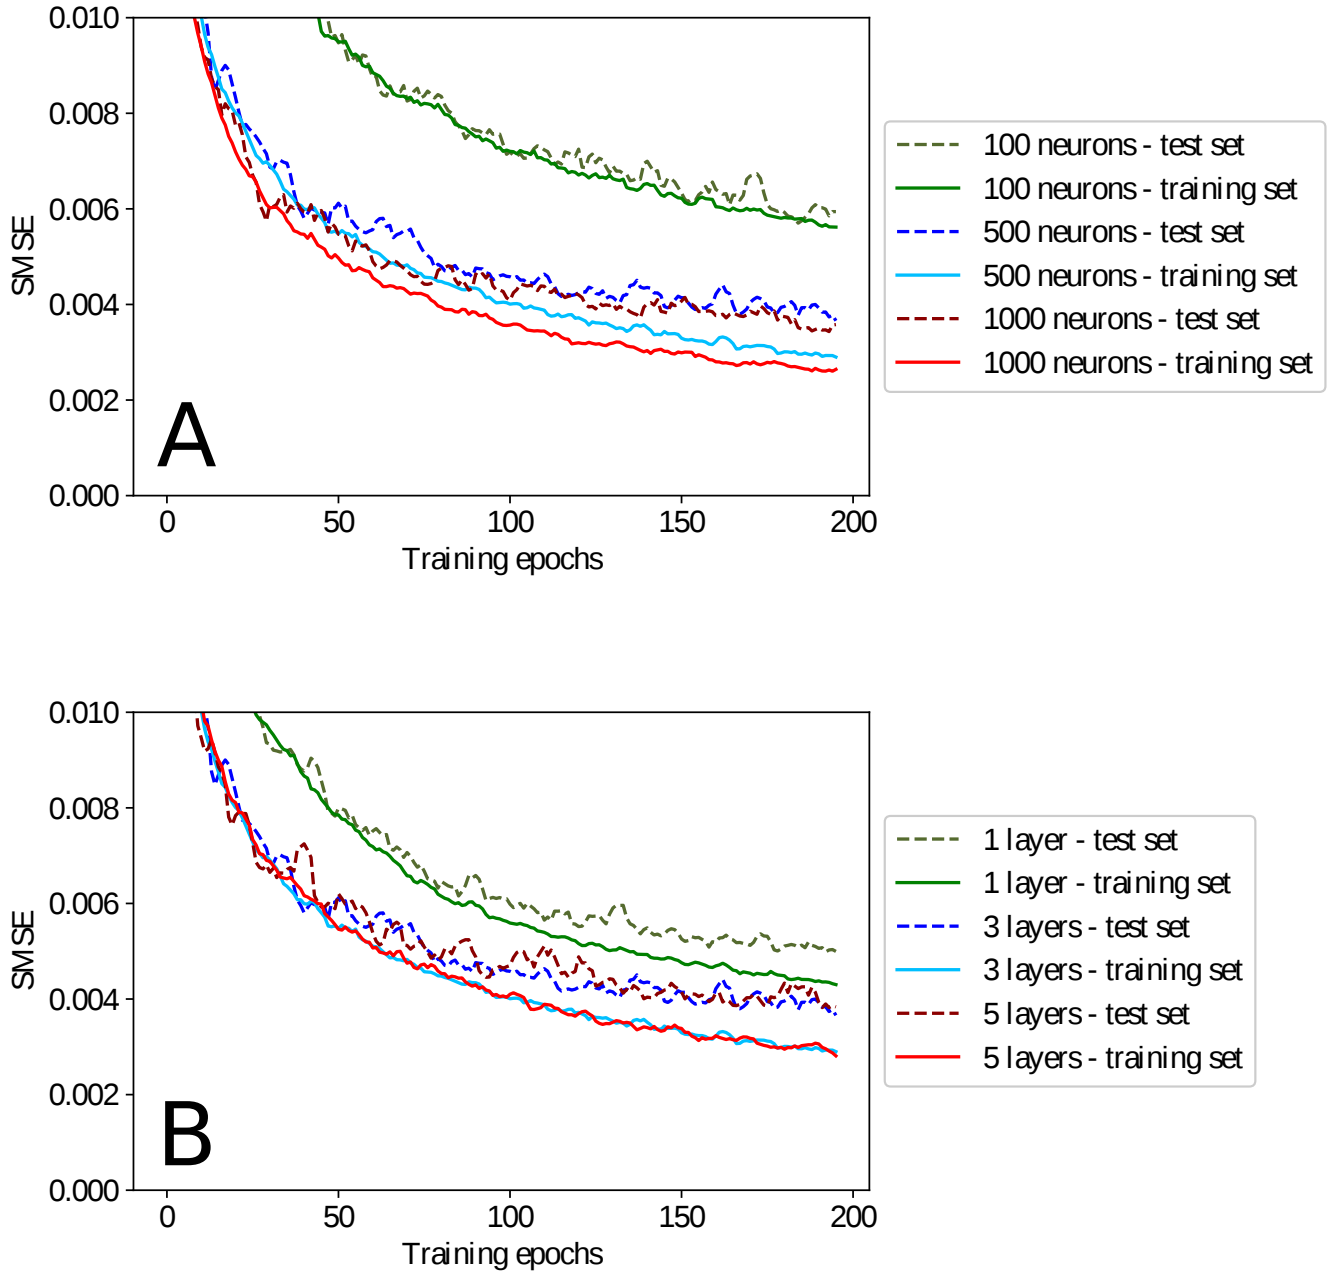 0.010
0.008
0.006
0.004
0.002
0.000
SMSE
A
0 50 100 150 200
Training epochs
100 neurons - test set
100 neurons - training set
500 neurons - test set
500 neurons - training set
1000 neurons - test set
1000 neurons - training set
0.010
0.008
0.006
0.004
0.002
0.000
SMSE
B
0 50 100 150 200
Training epochs
1 layer - test set
1 layer - training set
3 layers - test set
3 layers - training set
5 layers - test set
5 layers - training set